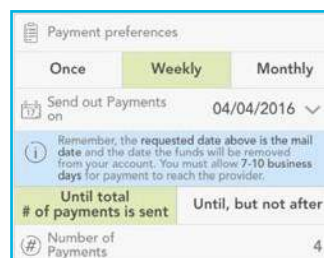 Payment preferences
Once Weekly Monthly
Send out Payments
on 04/04/2016
Remember, the requested date above is the mail
date and the date the funds will be removed
from your account. You must allow 7-10 business
days for payment to reach the provider.
Until total
# of payments is sent Until, but not after
Number of
Payments 4